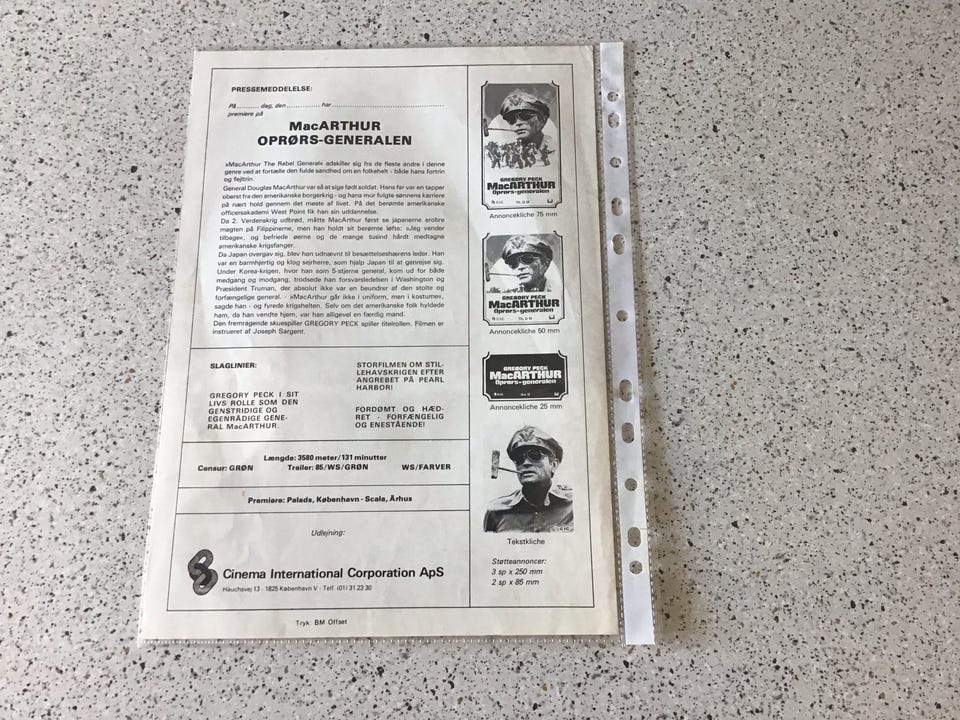 PRESSEMEDDELELSE:
På.......... dag, den.............. har..............................................
premiere på
MacARTHUR
OPRØRS-GENERALEN
»MacArthur The Rebel General« adskiller sig fra de fleste andre i denne
genre ved at fortælle den fulde sandhed om en folkehelt - både hans fortrin
og fejltrin.
General Douglas MacArthur var så at sige født soldat. Hans far var en tapper
oberst fra den amerikanske borgerkrig - og hans mor fulgte sønnens karriere
på nært hold gennem det meste af livet. På det berømte amerikanske
officersakademi West Point fik han sin uddannelse.
Da 2. Verdenskrig udbrød, måtte MacArthur først se japanerne erobre
magten på Filippinerne, men han holdt sit berømte løfte: »Jeg vender
tilbage«, og befriede øerne og de mange tusind hårdt medtagne
amerikanske krigsfanger.
Da Japan overgav sig, blev han udnævnt til besættelseshærens leder. Han
var en barmhjertig og klog sejrherre, som hjalp Japan til at genrejse sig.
Under Korea-krigen, hvor han som 5-stjerne general, kom ud for både
medgang og modgang, trodsede han forsvarsledelsen i Washington og
Præsident Truman, der absolut ikke var en beundrer af den stolte og
forfængelige general. - »MacArthur går ikke i uniform, men i kostume«,
sagde han - og fyrede krigshelten. Selv om det amerikanske folk hyldede
ham, da han vendte hjem, var han alligevel en færdig mand.
Den fremragende skuespiller GREGORY PECK spiller titelrollen. Filmen er
instrueret af Joseph Sargent.
SLAGLINIER:
GREGORY PECK I SIT
LIVS ROLLE SOM DEN
GENSTRIDIGE OG
EGENRÅDIGE GENE-
RAL MacARTHUR.
STORFILMEN OM STIL-
LEHAVSKRIGEN EFTER
ANGREBET PÅ PEARL
HARBOR!
FORDØMT OG HÆD-
RET - FORFÆNGELIG
OG ENESTÅENDE!
Længde: 3580 meter/131 minutter
Censur: GRØN Trailer: 85/WS/GRØN WS/FARVER
Premiere: Palads, København - Scala, Århus
Udlejning:
Cinema International Corporation ApS
Hauchsvej 13 - 1825 København V - Telf. (01) 31 23 30
Tryk: BM Offset
GREGORY PECK
MacARTHUR
Oprørs-generalen
Annoncekliche 75 mm
GREGORY PECK
MacARTHUR
Oprørs-generalen
Annoncekliche 50 mm
GREGORY PECK
MacARTHUR
Oprørs-generalen
Annoncekliche 25 mm
CIC
Tekstkliche
Støtteannoncer:
3 sp x 250 mm
2 sp x 85 mm